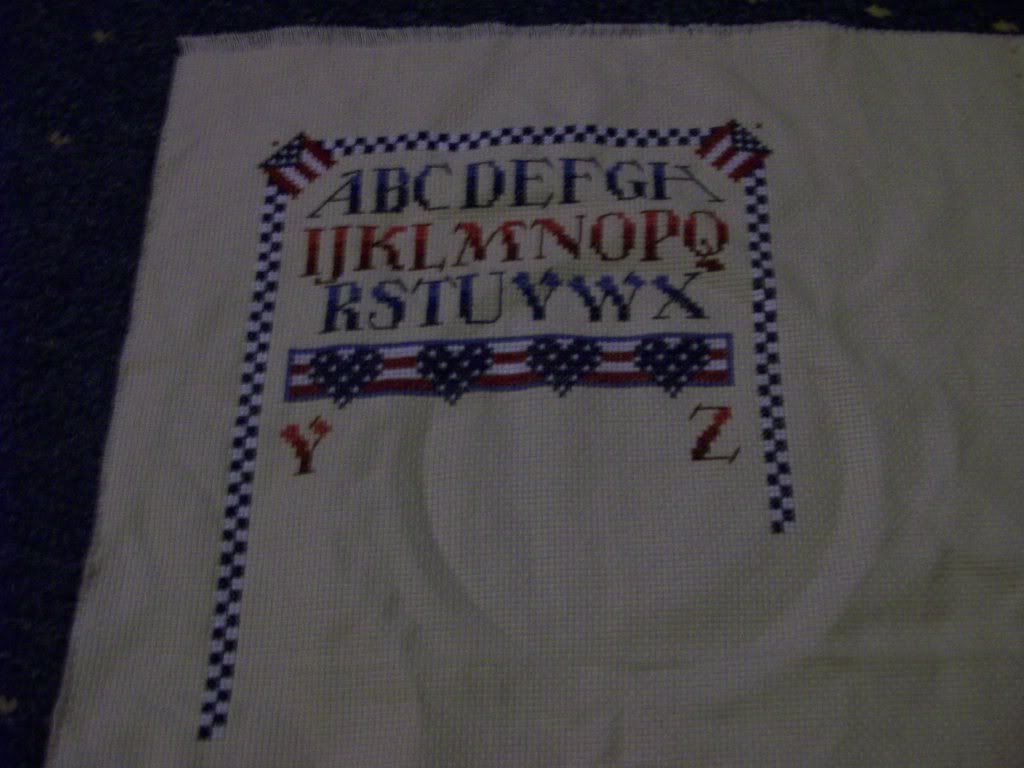 ABCDEFGH
IJKLMNOPQ
RSTUVWX
Y Z